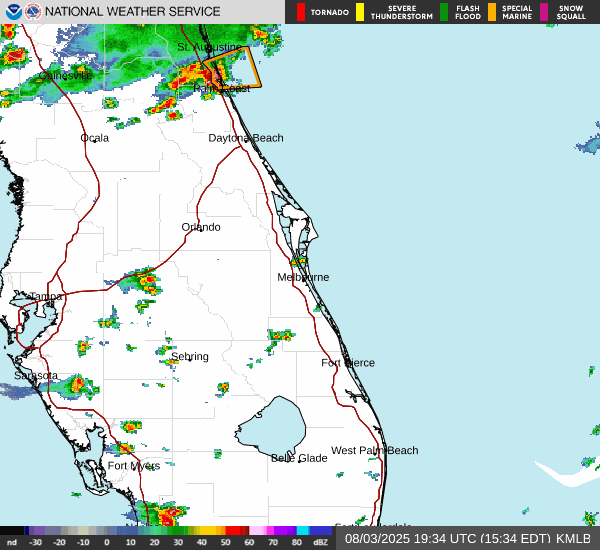 NATIONAL WEATHER SERVICE
TORNADO
SEVERE THUNDERSTORM
FLASH FLOOD
SPECIAL MARINE
SNOW SQUALL
St. Augustine
Gainesville
Palm Coast
Ocala
Daytona Beach
Orlando
Melbourne
Tampa
Sebring
Fort Pierce
Sarasota
West Palm Beach
Belle Glade
Fort Myers
nd -30 -20 -10 0 10 20 30 40 50 60 70 80 dBZ
08/03/2025 19:34 UTC (15:34 EDT) KMLB